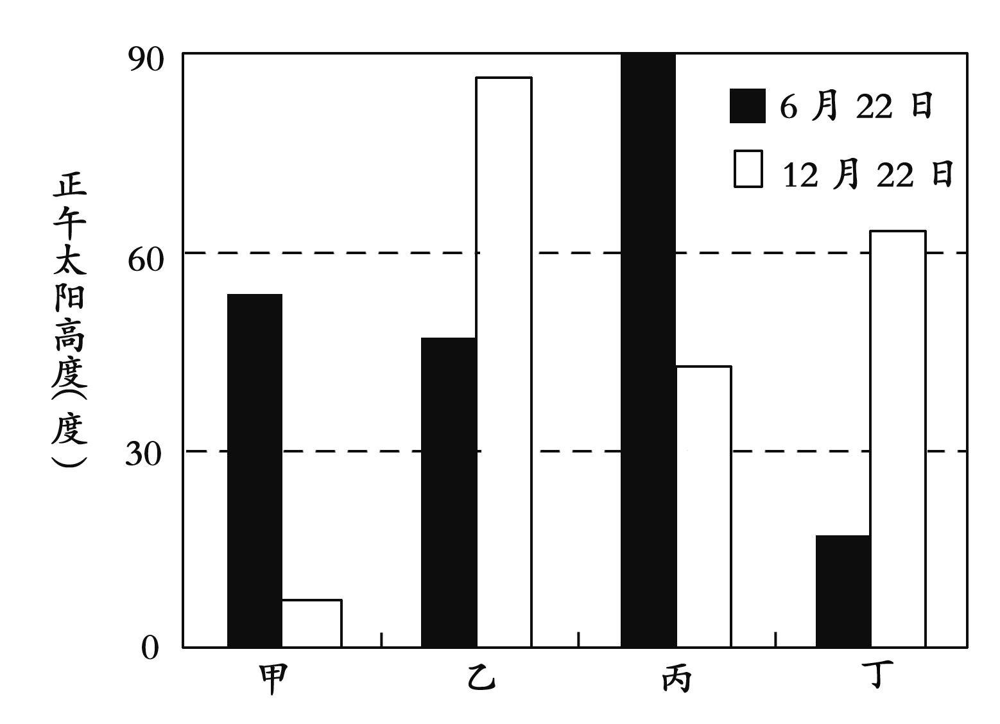 正午太阳高度(度)
90
60
30
0
6 月 22 日
12 月 22 日
甲 乙 丙 丁